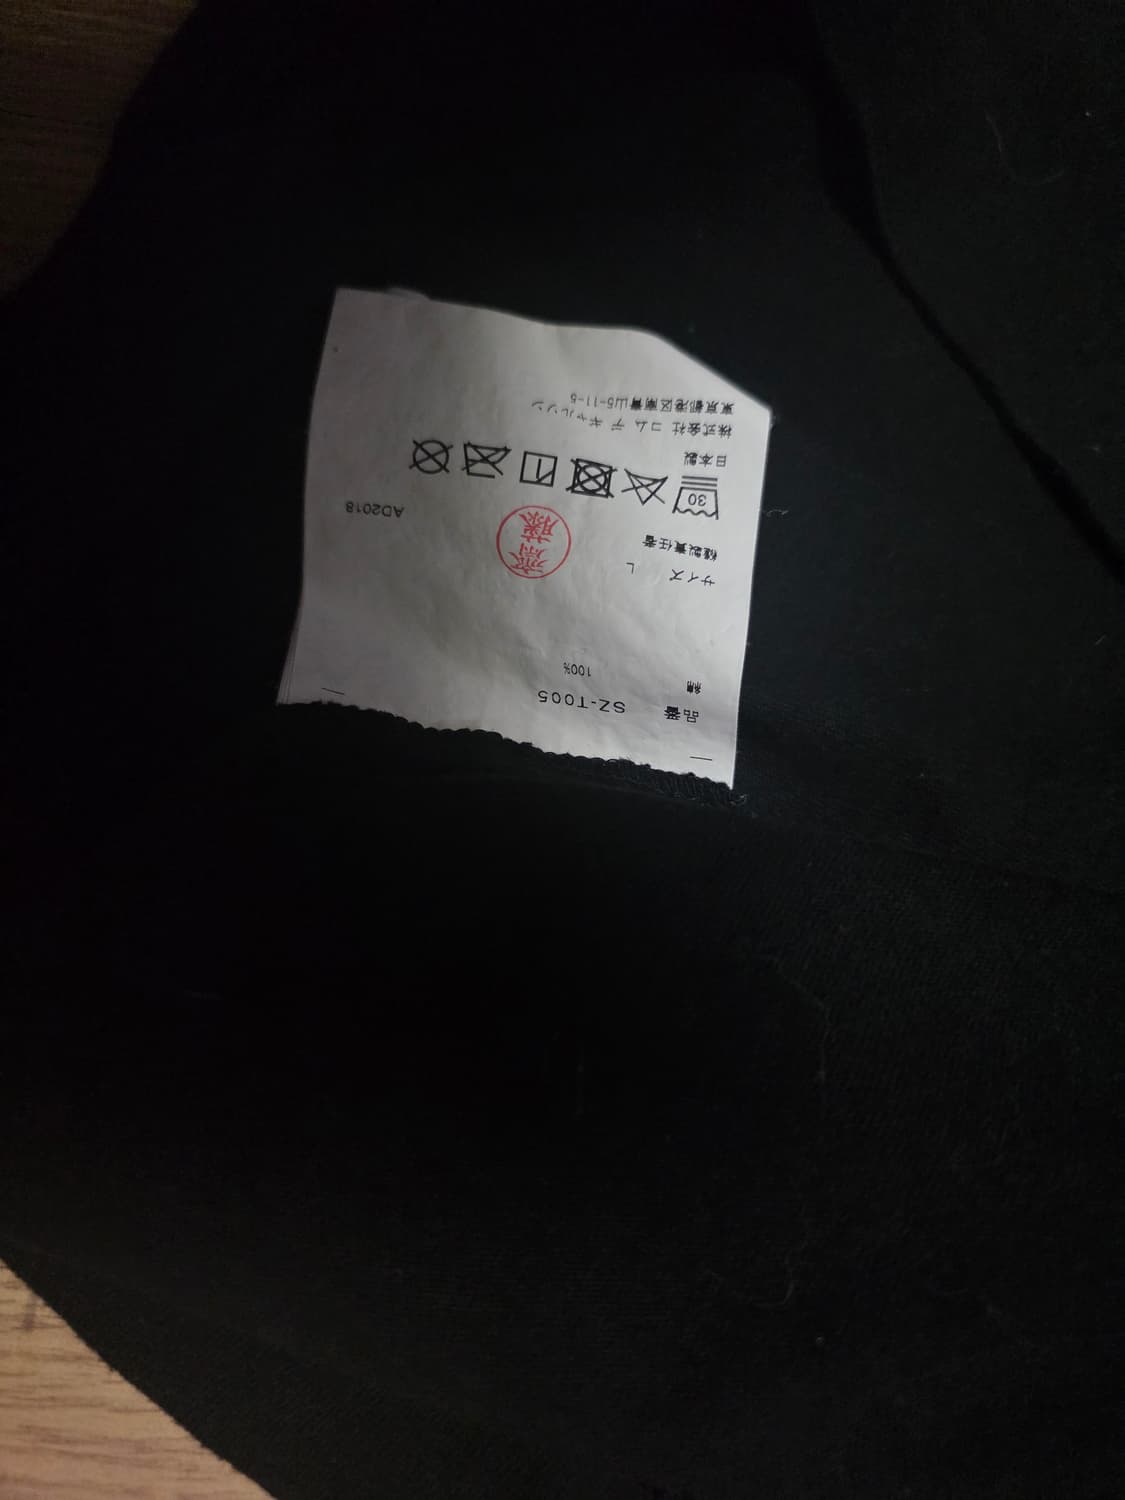 品番 SZ-T005
綿 100%
サイズ L
縫製責任者 齋藤 AD2018
30
日本製
株式会社 コム デ ギャルソン
東京都港区南青山5-11-5